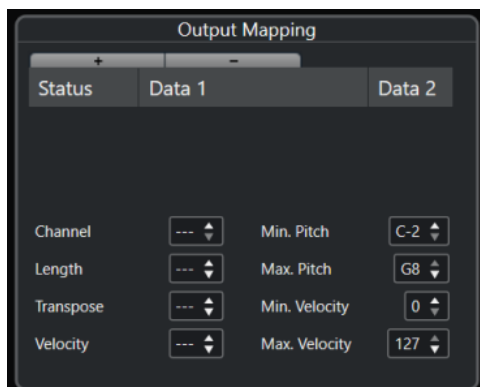 Output Mapping
+ −
Status Data 1 Data 2
Channel --- Min. Pitch C-2
Length --- Max. Pitch G8
Transpose --- Min. Velocity 0
Velocity --- Max. Velocity 127